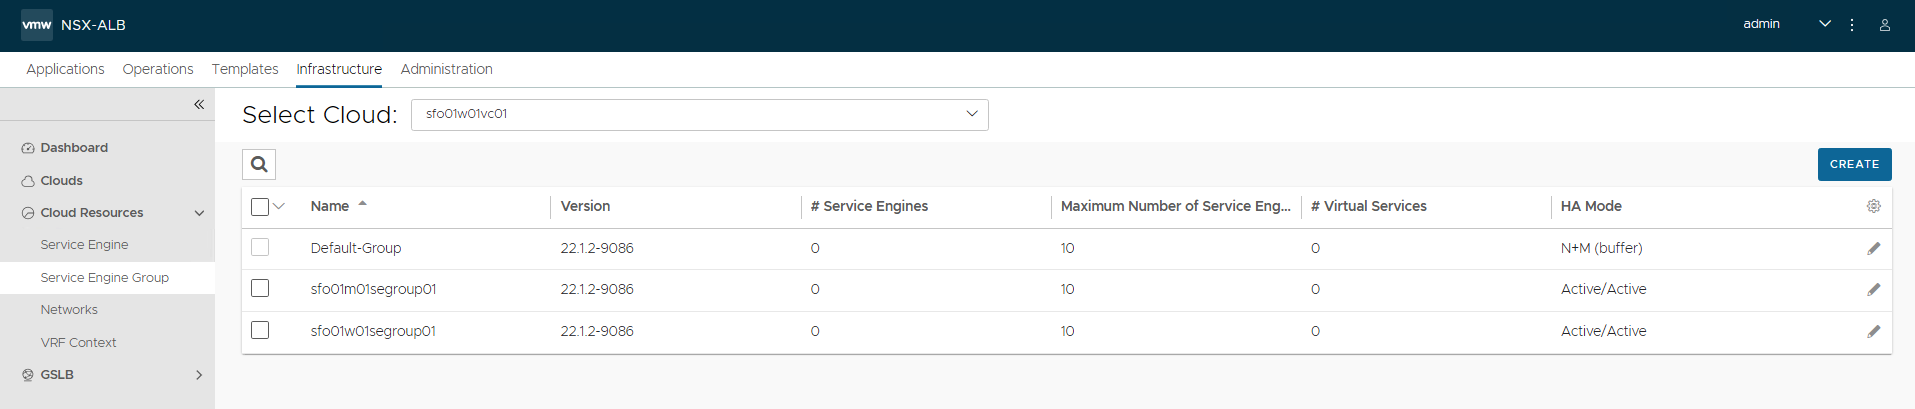 vmw NSX-ALB admin
Applications Operations Templates Infrastructure Administration
Select Cloud: sfo01w01vc01
Dashboard
Clouds
Cloud Resources
Service Engine
Service Engine Group
Networks
VRF Context
GSLB
CREATE
Name Version # Service Engines Maximum Number of Service Eng... # Virtual Services HA Mode
Default-Group 22.1.2-9086 0 10 0 N+M (buffer)
sfo01m01segroup01 22.1.2-9086 0 10 0 Active/Active
sfo01w01segroup01 22.1.2-9086 0 10 0 Active/Active